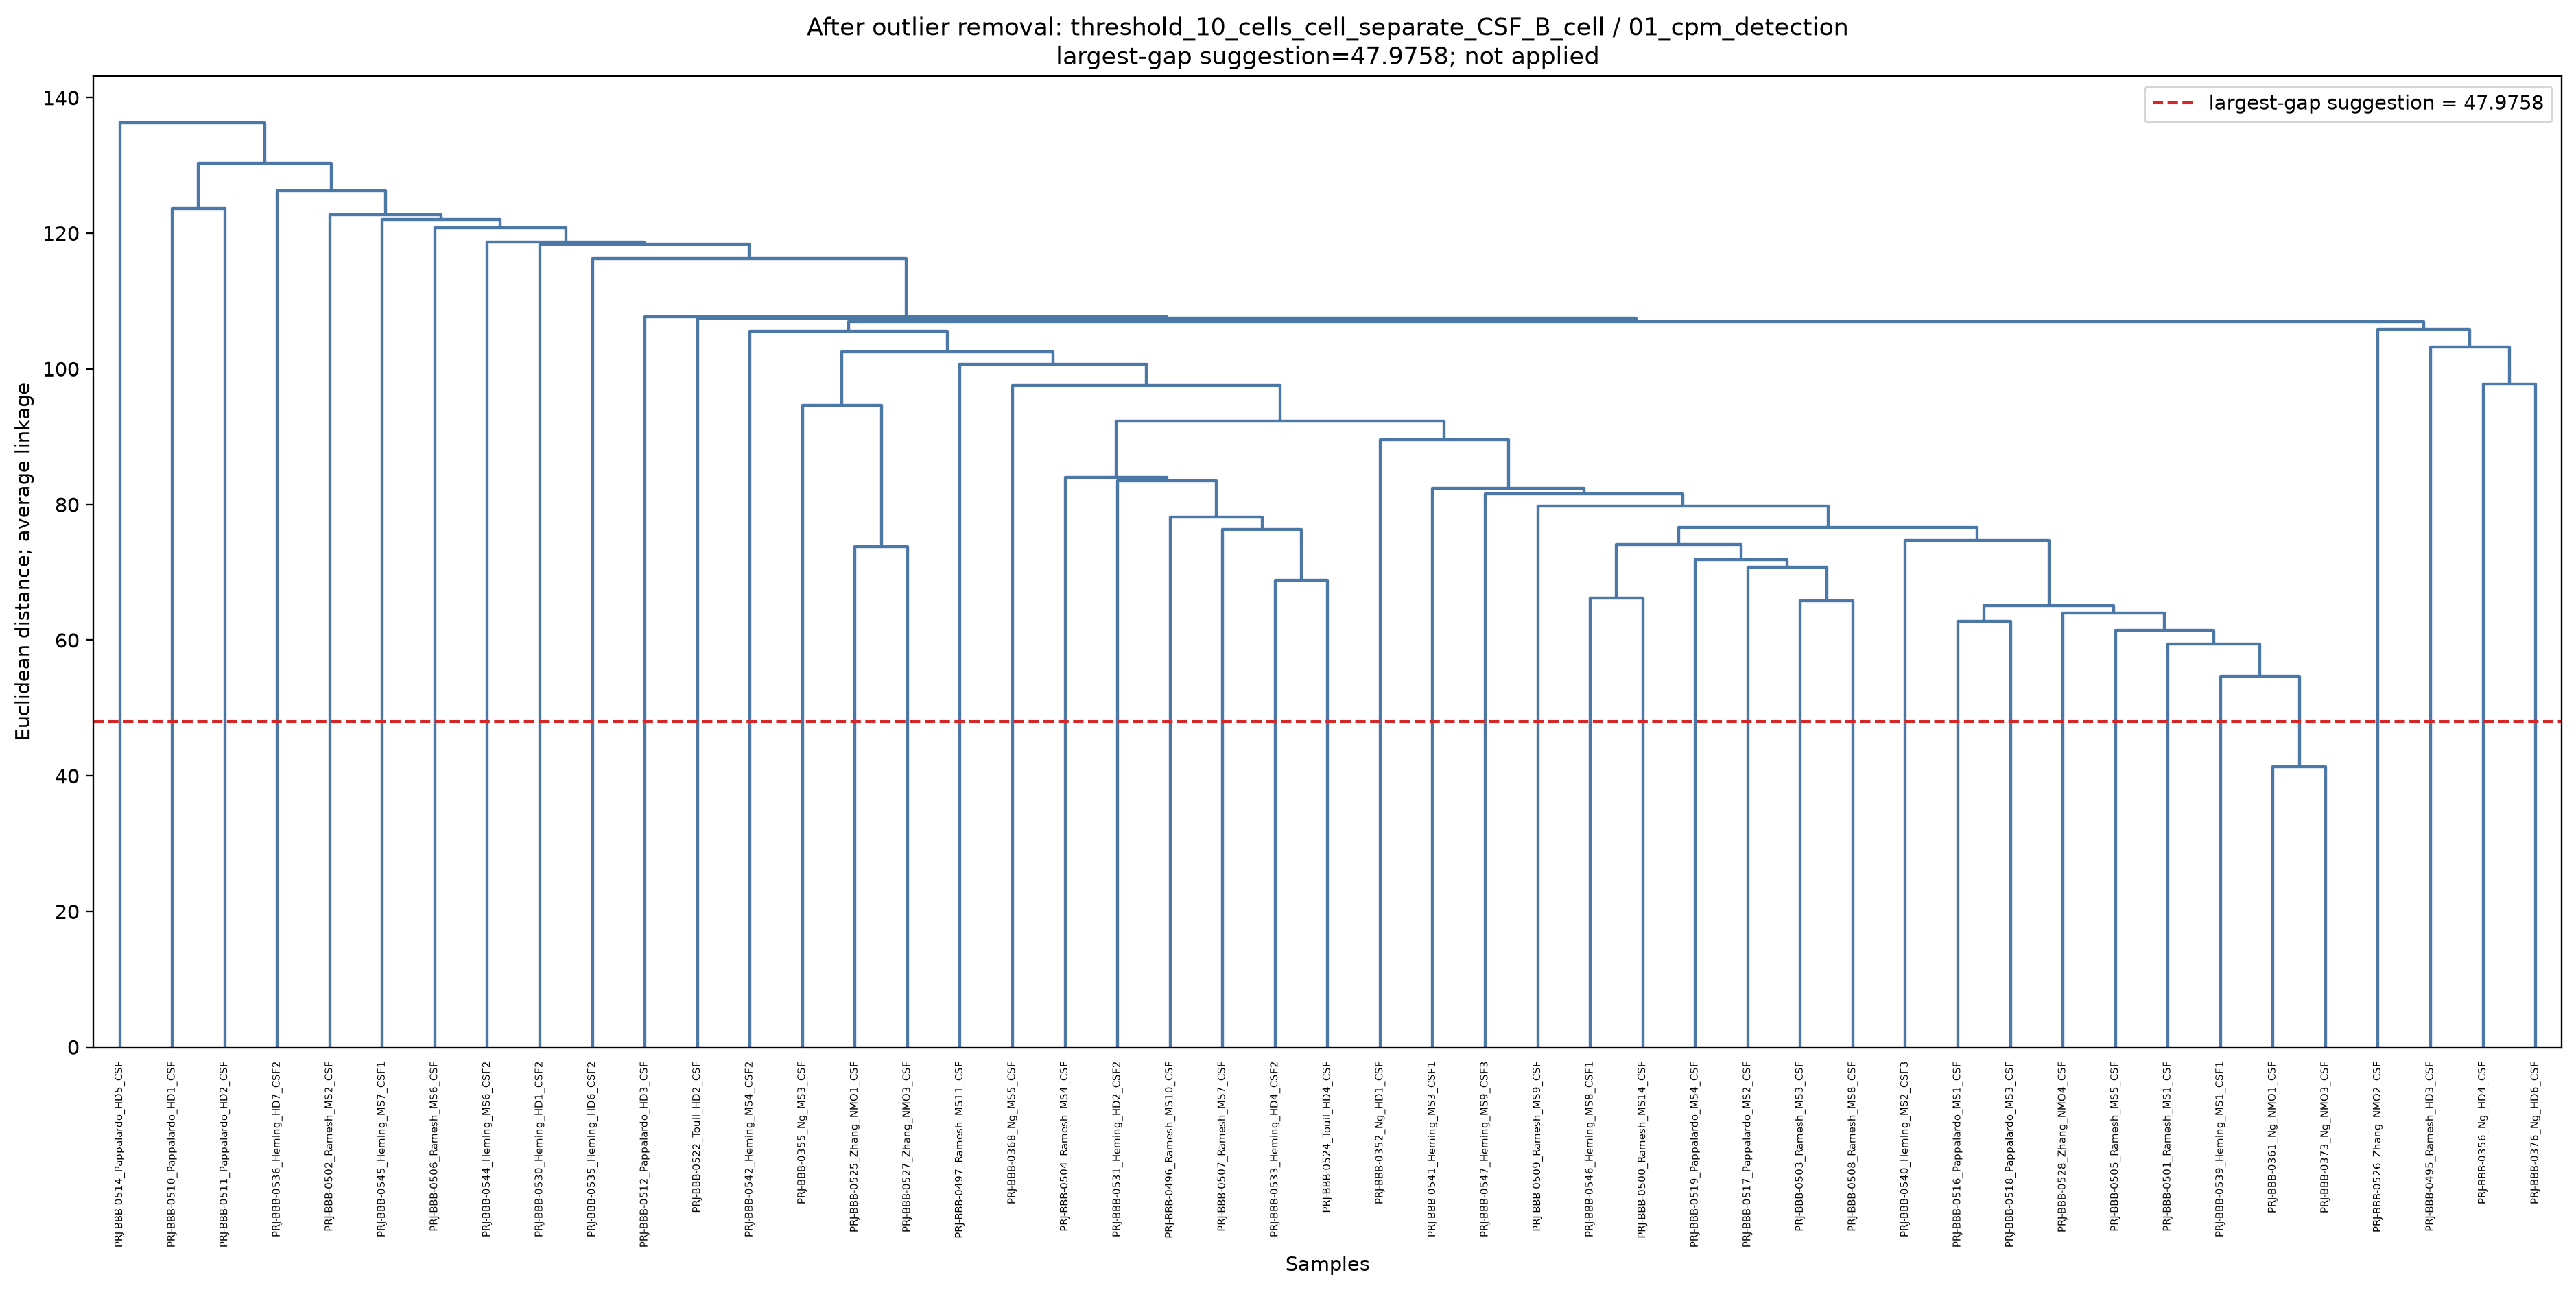 After outlier removal: threshold_10_cells_cell_separate_CSF_B_cell / 01_cpm_detection
largest-gap suggestion=47.9758; not applied
largest-gap suggestion = 47.9758
Euclidean distance; average linkage
140
120
100
80
60
40
20
0
PRJ-BBB-0514_Pappalardo_HD5_CSF
PRJ-BBB-0510_Pappalardo_HD1_CSF
PRJ-BBB-0511_Pappalardo_HD2_CSF
PRJ-BBB-0536_Heming_HD7_CSF2
PRJ-BBB-0502_Ramesh_MS2_CSF
PRJ-BBB-0545_Heming_MS7_CSF1
PRJ-BBB-0506_Ramesh_MS6_CSF
PRJ-BBB-0544_Heming_MS6_CSF2
PRJ-BBB-0530_Heming_HD1_CSF2
PRJ-BBB-0535_Heming_HD6_CSF2
PRJ-BBB-0512_Pappalardo_HD3_CSF
PRJ-BBB-0522_Touil_HD2_CSF
PRJ-BBB-0542_Heming_MS4_CSF2
PRJ-BBB-0355_Ng_MS3_CSF
PRJ-BBB-0525_Zhang_NMO1_CSF
PRJ-BBB-0527_Zhang_NMO3_CSF
PRJ-BBB-0497_Ramesh_MS11_CSF
PRJ-BBB-0368_Ng_MS5_CSF
PRJ-BBB-0504_Ramesh_MS4_CSF
PRJ-BBB-0531_Heming_HD2_CSF2
PRJ-BBB-0496_Ramesh_MS10_CSF
PRJ-BBB-0507_Ramesh_MS7_CSF
PRJ-BBB-0533_Heming_HD4_CSF2
PRJ-BBB-0524_Touil_HD4_CSF
PRJ-BBB-0352_Ng_HD1_CSF
PRJ-BBB-0541_Heming_MS3_CSF1
PRJ-BBB-0547_Heming_MS9_CSF3
PRJ-BBB-0509_Ramesh_MS9_CSF
PRJ-BBB-0546_Heming_MS8_CSF1
PRJ-BBB-0500_Ramesh_MS14_CSF
PRJ-BBB-0519_Pappalardo_MS4_CSF
PRJ-BBB-0517_Pappalardo_MS2_CSF
PRJ-BBB-0503_Ramesh_MS3_CSF
PRJ-BBB-0508_Ramesh_MS8_CSF
PRJ-BBB-0540_Heming_MS2_CSF3
PRJ-BBB-0516_Pappalardo_MS1_CSF
PRJ-BBB-0518_Pappalardo_MS3_CSF
PRJ-BBB-0528_Zhang_NMO4_CSF
PRJ-BBB-0505_Ramesh_MS5_CSF
PRJ-BBB-0501_Ramesh_MS1_CSF
PRJ-BBB-0539_Heming_MS1_CSF1
PRJ-BBB-0361_Ng_NMO1_CSF
PRJ-BBB-0373_Ng_NMO3_CSF
PRJ-BBB-0526_Zhang_NMO2_CSF
PRJ-BBB-0495_Ramesh_HD3_CSF
PRJ-BBB-0356_Ng_HD4_CSF
PRJ-BBB-0376_Ng_HD6_CSF
Samples